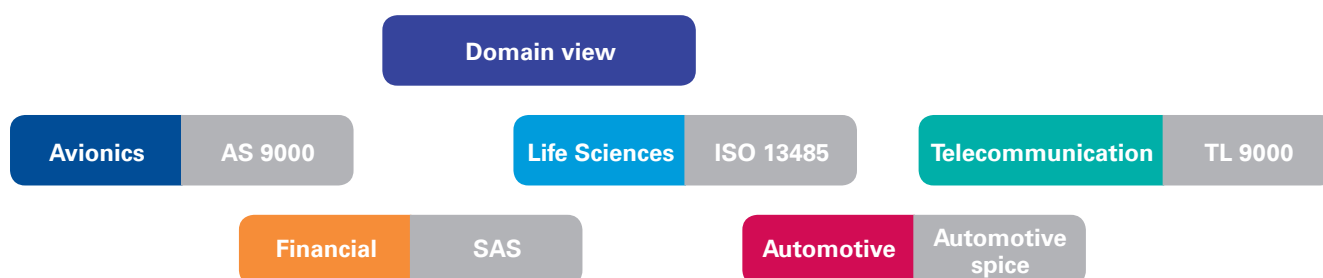 Domain view
Avionics
AS 9000
Life Sciences
ISO 13485
Telecommunication
TL 9000
Financial
SAS
Automotive
Automotive
spice